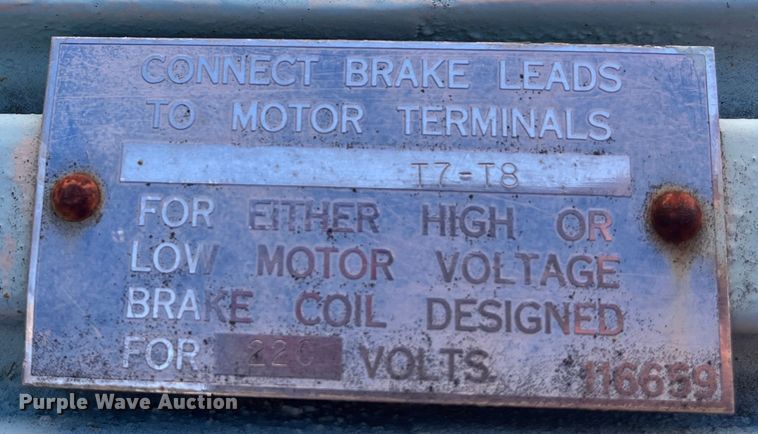 CONNECT BRAKE LEADS
TO MOTOR TERMINALS
T7-T8
FOR EITHER HIGH OR
LOW MOTOR VOLTAGE
BRAKE COIL DESIGNED
FOR 220 VOLTS
116659
Purple Wave Auction